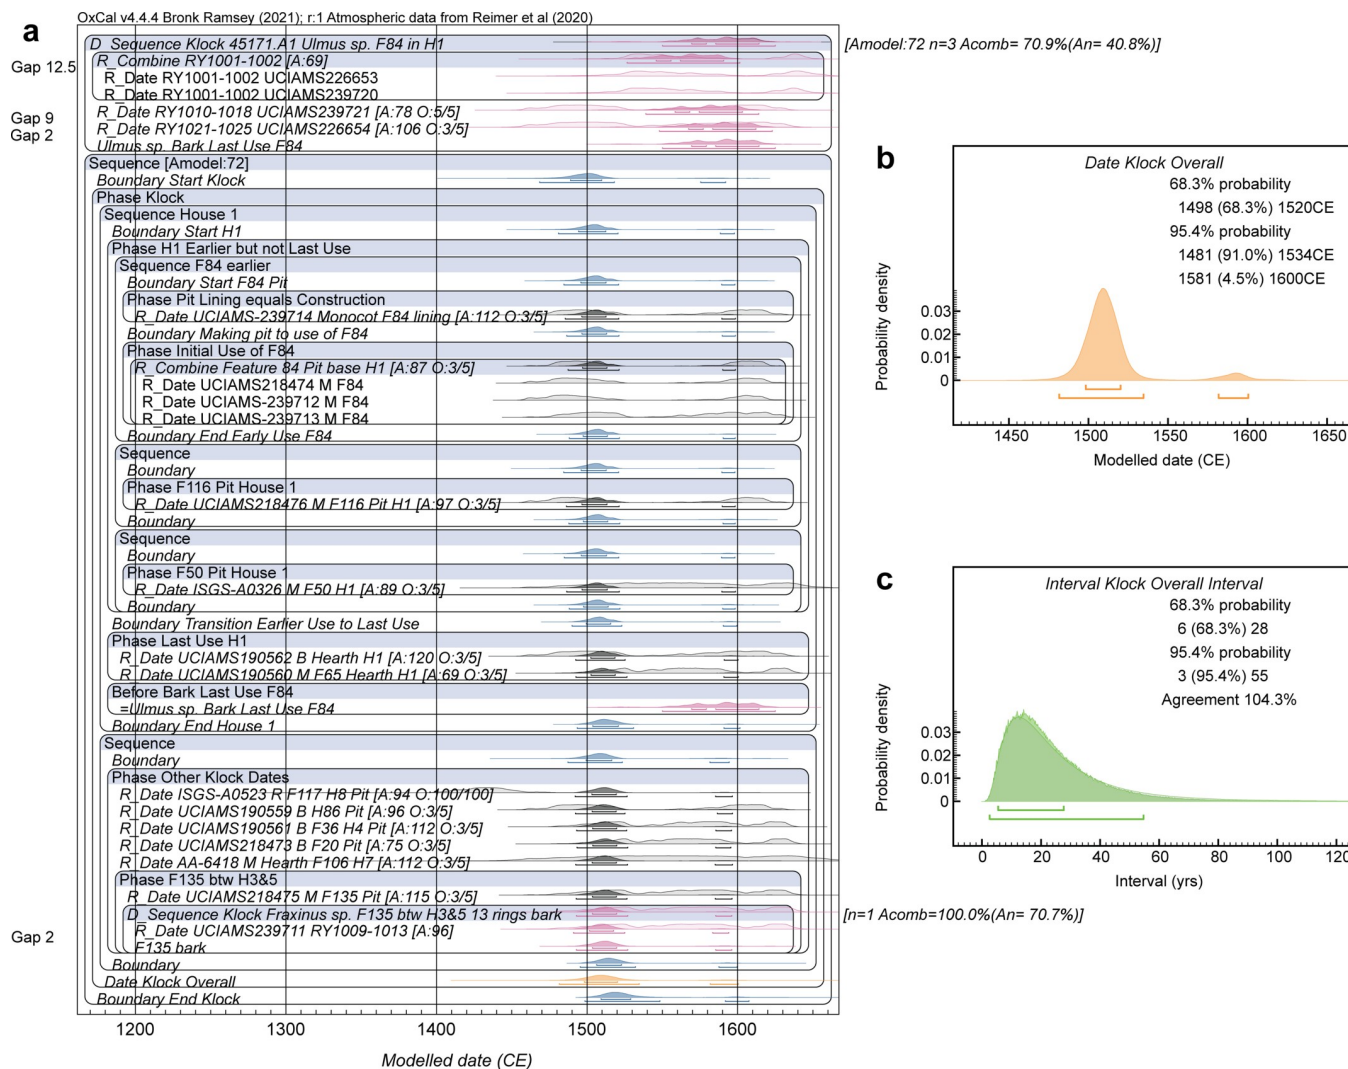 OxCal v4.4.4 Bronk Ramsey (2021); r:1 Atmospheric data from Reimer et al (2020)
a
D_Sequence Klock 45171.A1 Ulmus sp. F84 in H1
[Amodel:72 n=3 Acomb= 70.9%(An= 40.8%)]
R_Combine RY1001-1002 [A:69]
Gap 12.5
R_Date RY1001-1002 UCIAMS226653
R_Date RY1001-1002 UCIAMS239720
R_Date RY1010-1018 UCIAMS239721 [A:78 O:5/5]
Gap 9
R_Date RY1021-1025 UCIAMS226654 [A:106 O:3/5]
Gap 2
Ulmus sp. Bark Last Use F84
Sequence [Amodel:72]
Boundary Start Klock
Phase Klock
Sequence House 1
Boundary Start H1
Phase H1 Earlier but not Last Use
Sequence F84 earlier
Boundary Start F84 Pit
Phase Pit Lining equals Construction
R_Date UCIAMS-239714 Monocot F84 lining [A:112 O:3/5]
Boundary Making pit to use of F84
Phase Initial Use of F84
R_Combine Feature 84 Pit base H1 [A:87 O:3/5]
R_Date UCIAMS218474 M F84
R_Date UCIAMS-239712 M F84
R_Date UCIAMS-239713 M F84
Boundary End Early Use F84
Sequence
Boundary
Phase F116 Pit House 1
R_Date UCIAMS218476 M F116 Pit H1 [A:97 O:3/5]
Boundary
Sequence
Boundary
Phase F50 Pit House 1
R_Date ISGS-A0326 M F50 H1 [A:89 O:3/5]
Boundary
Boundary Transition Earlier Use to Last Use
Phase Last Use H1
R_Date UCIAMS190562 B Hearth H1 [A:120 O:3/5]
R_Date UCIAMS190560 M F65 Hearth H1 [A:69 O:3/5]
Before Bark Last Use F84
=Ulmus sp. Bark Last Use F84
Boundary End House 1
Sequence
Boundary
Phase Other Klock Dates
R_Date ISGS-A0523 R F117 H8 Pit [A:94 O:100/100]
R_Date UCIAMS190559 B H86 Pit [A:96 O:3/5]
R_Date UCIAMS190561 B F36 H4 Pit [A:112 O:3/5]
R_Date UCIAMS218473 B F20 Pit [A:75 O:3/5]
R_Date AA-6418 M Hearth F106 H7 [A:112 O:3/5]
Phase F135 btw H3&5
R_Date UCIAMS218475 M F135 Pit [A:115 O:3/5]
D_Sequence Klock Fraxinus sp. F135 btw H3&5 13 rings bark
[n=1 Acomb=100.0%(An= 70.7%)]
R_Date UCIAMS239711 RY1009-1013 [A:96]
Gap 2
F135 bark
Boundary
Date Klock Overall
Boundary End Klock
1200 1300 1400 1500 1600
Modelled date (CE)
b
Date Klock Overall
68.3% probability
1498 (68.3%) 1520CE
95.4% probability
1481 (91.0%) 1534CE
1581 (4.5%) 1600CE
Probability density
0.03
0.02
0.01
0
1450 1500 1550 1600 1650
Modelled date (CE)
c
Interval Klock Overall Interval
68.3% probability
6 (68.3%) 28
95.4% probability
3 (95.4%) 55
Agreement 104.3%
Probability density
0.03
0.02
0.01
0
0 20 40 60 80 100 120
Interval (yrs)